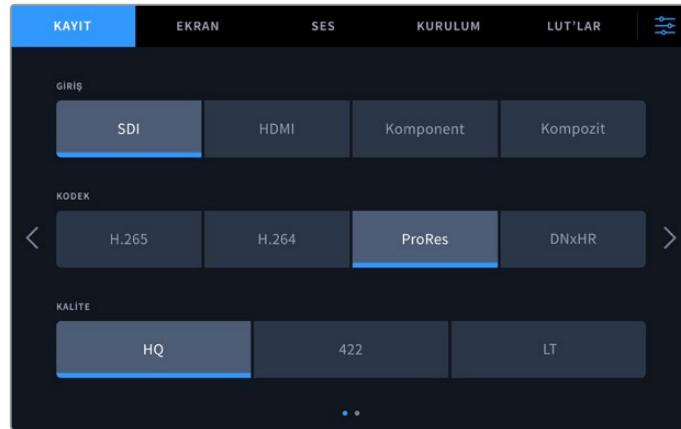 KAYIT EKRAN SES KURULUM LUT’LAR
GİRİŞ
SDI HDMI Komponent Kompozit
KODEK
H.265 H.264 ProRes DNxHR
KALİTE
HQ 422 LT